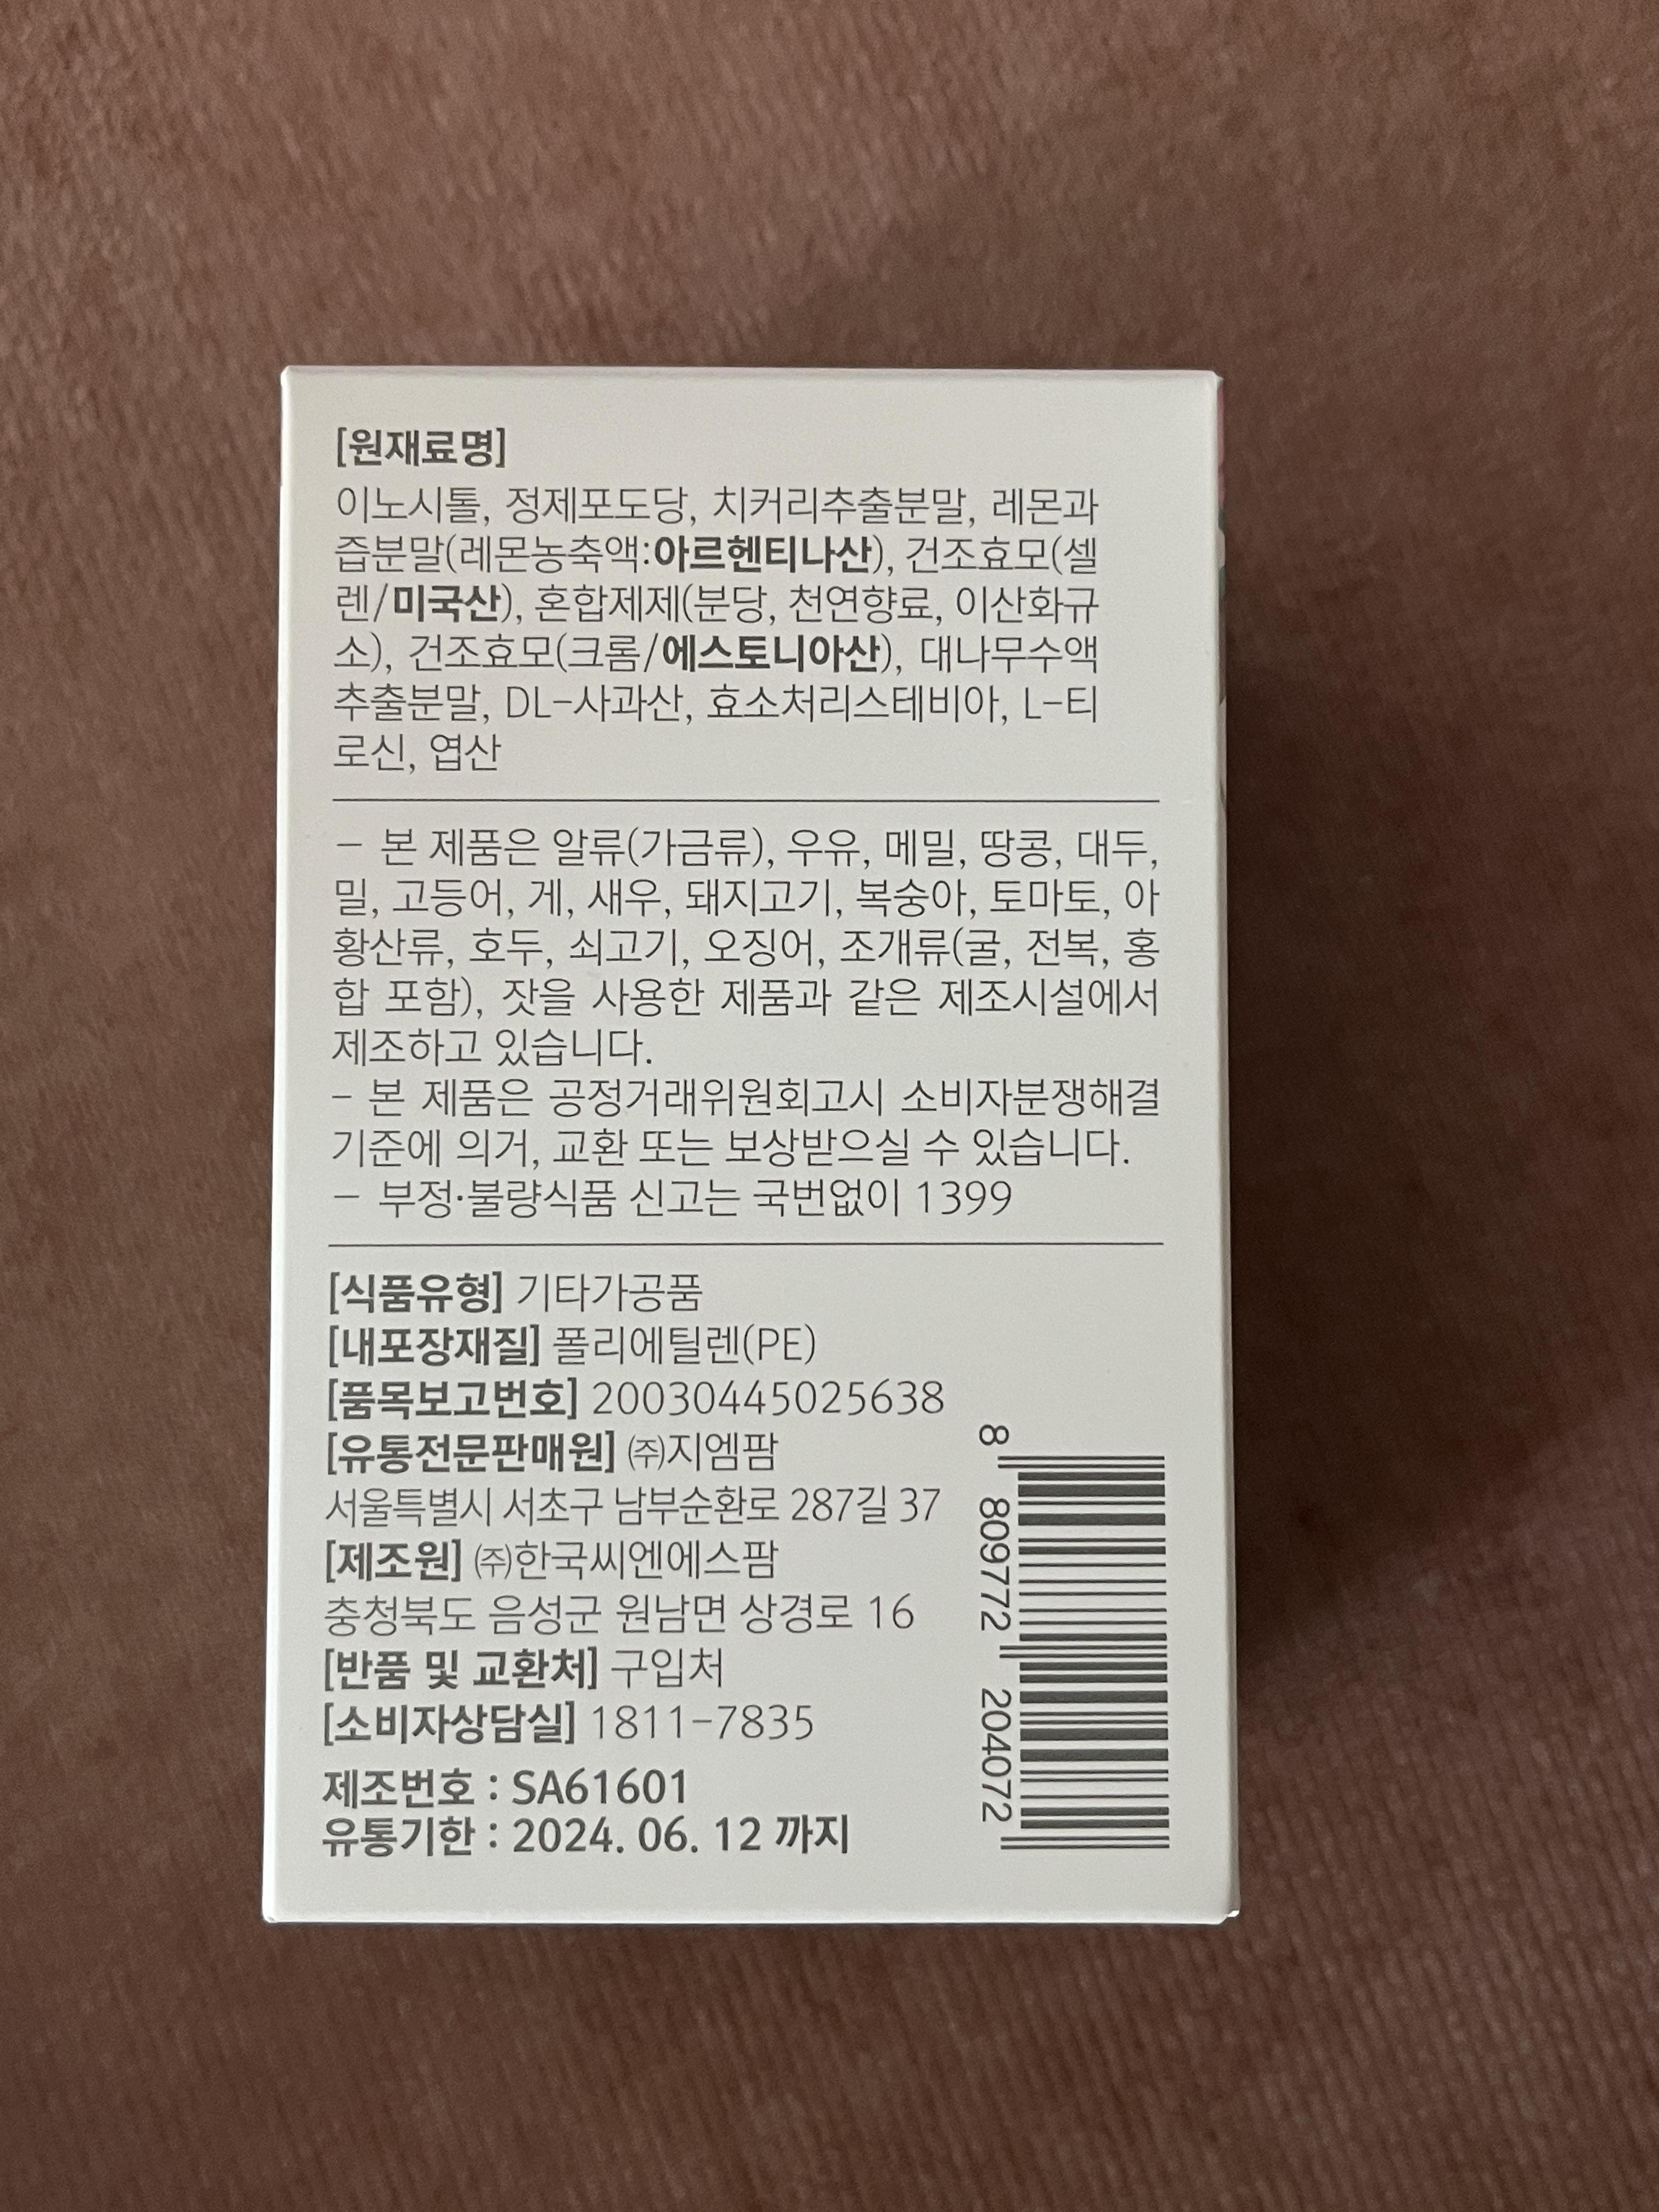 [원재료명]
이노시톨, 정제포도당, 치커리추출분말, 레몬과
즙분말(레몬농축액:아르헨티나산), 건조효모(셀
렌/미국산), 혼합제제(분당, 천연향료, 이산화규
소), 건조효모(크롬/에스토니아산), 대나무수액
추출분말, DL-사과산, 효소처리스테비아, L-티
로신, 엽산
- 본 제품은 알류(가금류), 우유, 메밀, 땅콩, 대두,
밀, 고등어, 게, 새우, 돼지고기, 복숭아, 토마토, 아
황산류, 호두, 쇠고기, 오징어, 조개류(굴, 전복, 홍
합 포함), 잣을 사용한 제품과 같은 제조시설에서
제조하고 있습니다.
- 본 제품은 공정거래위원회고시 소비자분쟁해결
기준에 의거, 교환 또는 보상받으실 수 있습니다.
- 부정·불량식품 신고는 국번없이 1399
[식품유형] 기타가공품
[내포장재질] 폴리에틸렌(PE)
[품목보고번호] 20030445025638
[유통전문판매원] ㈜지엠팜
서울특별시 서초구 남부순환로 287길 37
[제조원] ㈜한국씨엔에스팜
충청북도 음성군 원남면 상경로 16
[반품 및 교환처] 구입처
[소비자상담실] 1811-7835
제조번호 : SA61601
유통기한 : 2024. 06. 12 까지
8 809772 204072